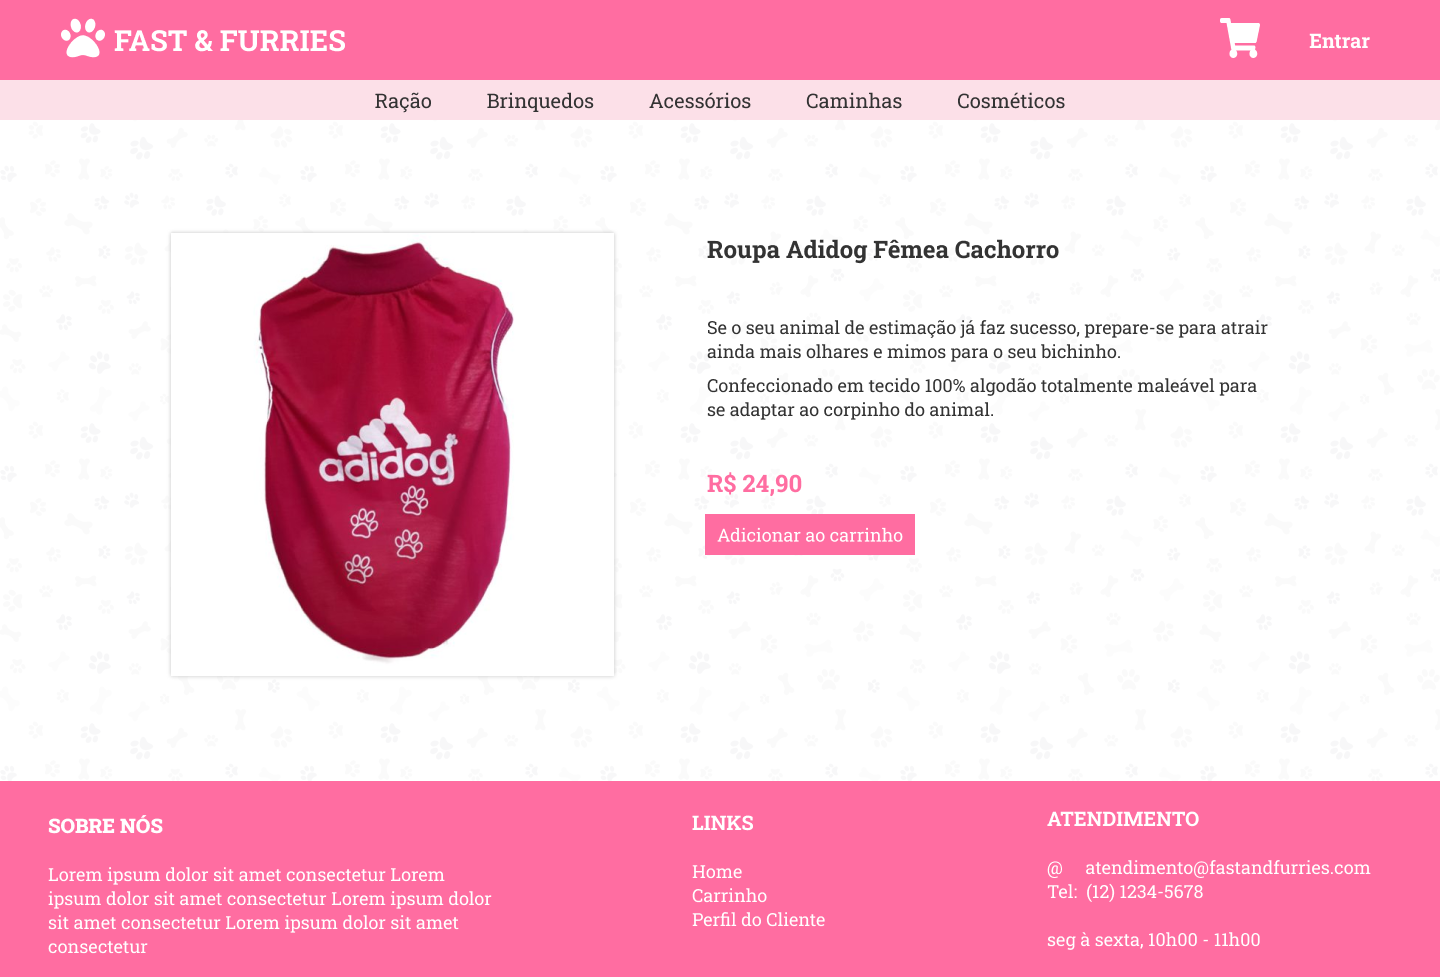 FAST & FURRIES
Entrar
Ração Brinquedos Acessórios Caminhas Cosméticos
Roupa Adidog Fêmea Cachorro
Se o seu animal de estimação já faz sucesso, prepare-se para atrair
ainda mais olhares e mimos para o seu bichinho.
Confeccionado em tecido 100% algodão totalmente maleável para
se adaptar ao corpinho do animal.
adidog
R$ 24,90
Adicionar ao carrinho
SOBRE NÓS
Lorem ipsum dolor sit amet consectetur Lorem
ipsum dolor sit amet consectetur Lorem ipsum dolor
sit amet consectetur Lorem ipsum dolor sit amet
consectetur
LINKS
Home
Carrinho
Perfil do Cliente
ATENDIMENTO
@ atendimento@fastandfurries.com
Tel: (12) 1234-5678
seg à sexta, 10h00 - 11h00